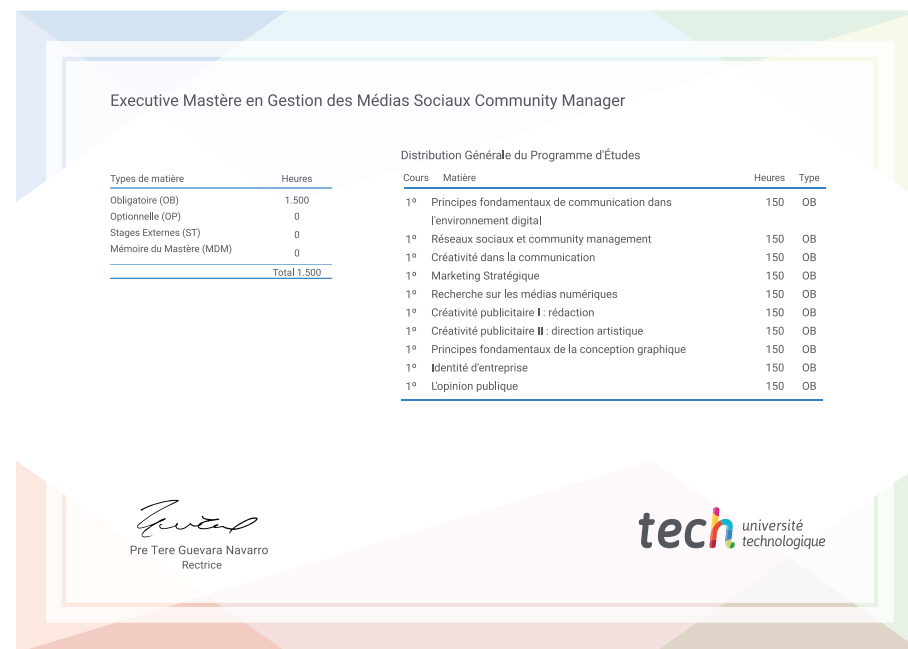 Executive Mastère en Gestion des Médias Sociaux Community Manager
Types de matière Heures
Obligatoire (OB) 1.500
Optionnelle (OP) 0
Stages Externes (ST) 0
Mémoire du Mastère (MDM) 0
Total 1.500
Distribution Générale du Programme d'Études
Cours Matière Heures Type
1º Principes fondamentaux de communication dans 150 OB
l'environnement digital
1º Réseaux sociaux et community management 150 OB
1º Créativité dans la communication 150 OB
1º Marketing Stratégique 150 OB
1º Recherche sur les médias numériques 150 OB
1º Créativité publicitaire I : rédaction 150 OB
1º Créativité publicitaire II : direction artistique 150 OB
1º Principes fondamentaux de la conception graphique 150 OB
1º Identité d'entreprise 150 OB
1º L'opinion publique 150 OB
Pre Tere Guevara Navarro
Rectrice
tech université
technologique